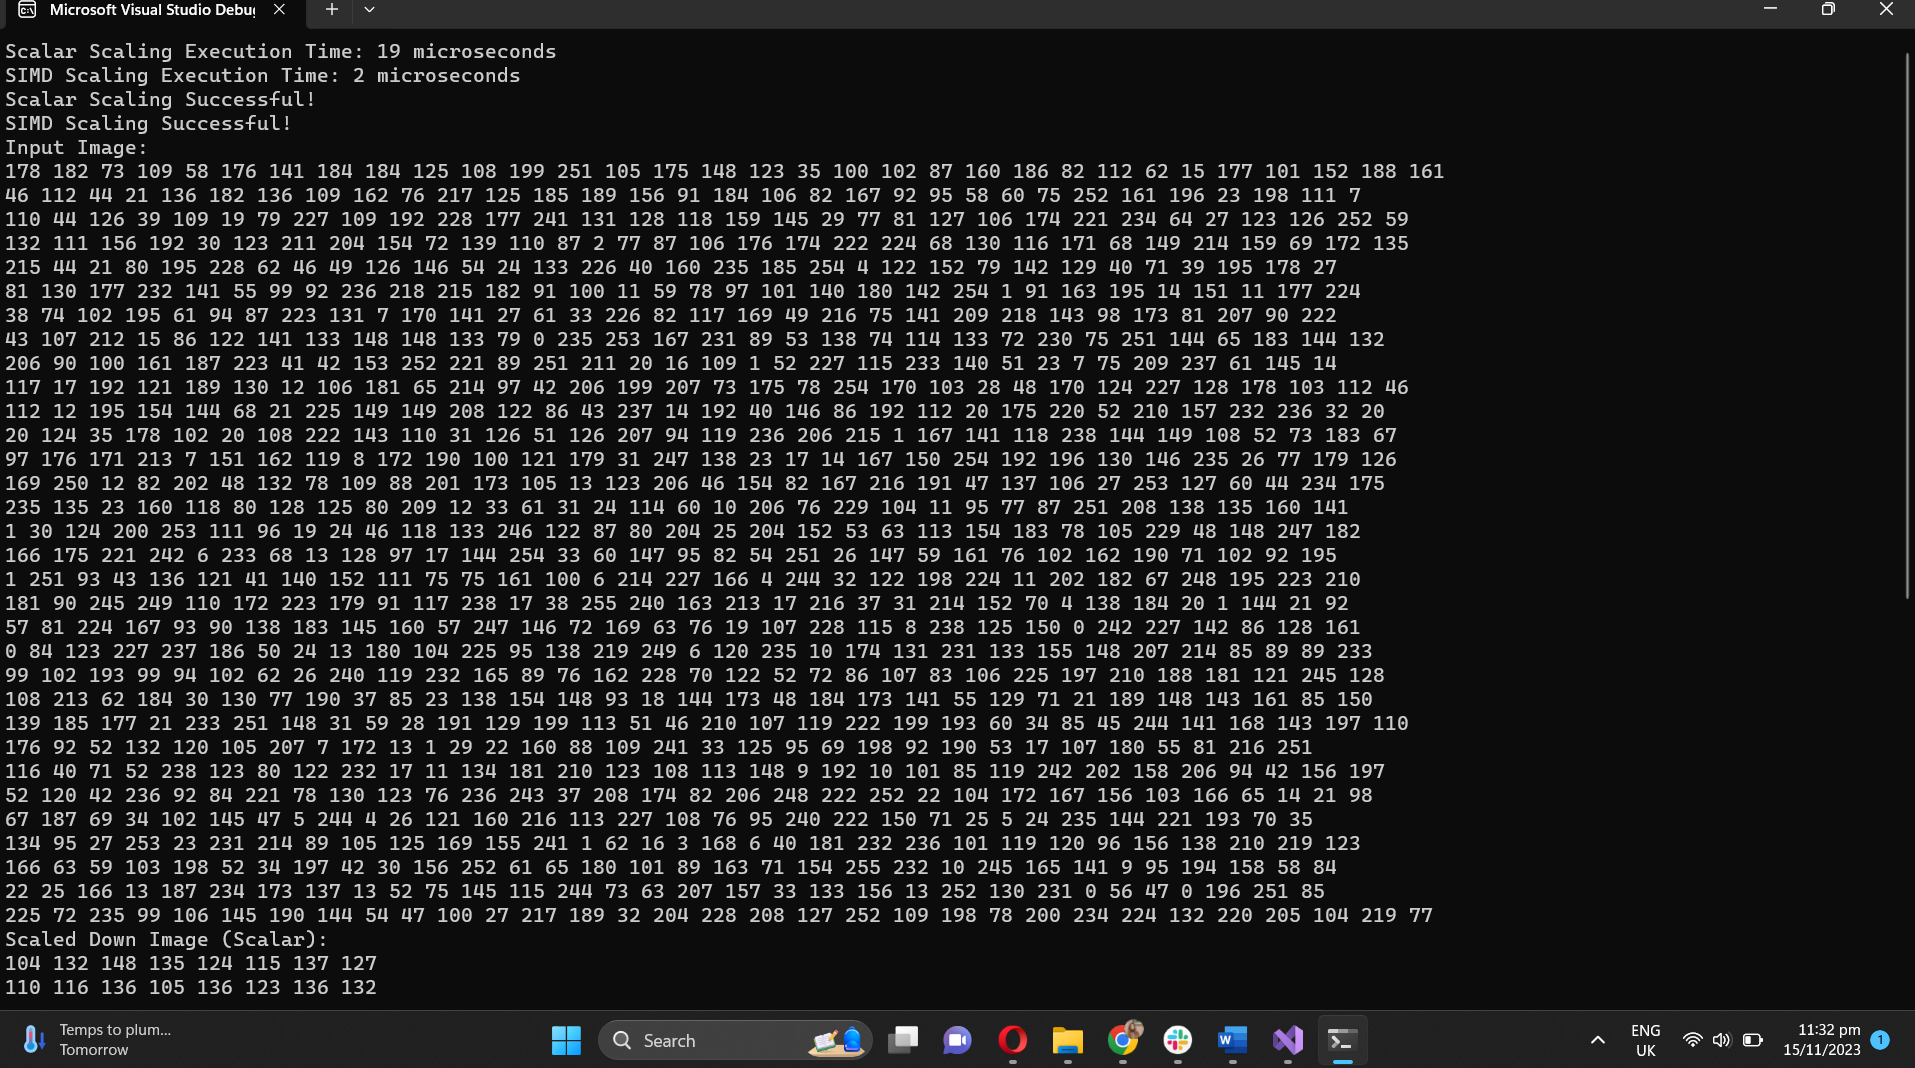 Microsoft Visual Studio Debug
Scalar Scaling Execution Time: 19 microseconds
SIMD Scaling Execution Time: 2 microseconds
Scalar Scaling Successful!
SIMD Scaling Successful!
Input Image:
178 182 73 109 58 176 141 184 184 125 108 199 251 105 175 148 123 35 100 102 87 160 186 82 112 62 15 177 101 152 188 161
46 112 44 21 136 182 136 109 162 76 217 125 185 189 156 91 184 106 82 167 92 95 58 60 75 252 161 196 23 198 111 7
110 44 126 39 109 19 79 227 109 192 228 177 241 131 128 118 159 145 29 77 81 127 106 174 221 234 64 27 123 126 252 59
132 111 156 192 30 123 211 204 154 72 139 110 87 2 77 87 106 176 174 222 224 68 130 116 171 68 149 214 159 69 172 135
215 44 21 80 195 228 62 46 49 126 146 54 24 133 226 40 160 235 185 254 4 122 152 79 142 129 40 71 39 195 178 27
81 130 177 232 141 55 99 92 236 218 215 182 91 100 11 59 78 97 101 140 180 142 254 1 91 163 195 14 151 11 177 224
38 74 102 195 61 94 87 223 131 7 170 141 27 61 33 226 82 117 169 49 216 75 141 209 218 143 98 173 81 207 90 222
43 107 212 15 86 122 141 133 148 148 133 79 0 235 253 167 231 89 53 138 74 114 133 72 230 75 251 144 65 183 144 132
206 90 100 161 187 223 41 42 153 252 221 89 251 211 20 16 109 1 52 227 115 233 140 51 23 7 75 209 237 61 145 14
117 17 192 121 189 130 12 106 181 65 214 97 42 206 199 207 73 175 78 254 170 103 28 48 170 124 227 128 178 103 112 46
112 12 195 154 144 68 21 225 149 149 208 122 86 43 237 14 192 40 146 86 192 112 20 175 220 52 210 157 232 236 32 20
20 124 35 178 102 20 108 222 143 110 31 126 51 126 207 94 119 236 206 215 1 167 141 118 238 144 149 108 52 73 183 67
97 176 171 213 7 151 162 119 8 172 190 100 121 179 31 247 138 23 17 14 167 150 254 192 196 130 146 235 26 77 179 126
169 250 12 82 202 48 132 78 109 88 201 173 105 13 123 206 46 154 82 167 216 191 47 137 106 27 253 127 60 44 234 175
235 135 23 160 118 80 128 125 80 209 12 33 61 31 24 114 60 10 206 76 229 104 11 95 77 87 251 208 138 135 160 141
1 30 124 200 253 111 96 19 24 46 118 133 246 122 87 80 204 25 204 152 53 63 113 154 183 78 105 229 48 148 247 182
166 175 221 242 6 233 68 13 128 97 17 144 254 33 60 147 95 82 54 251 26 147 59 161 76 102 162 190 71 102 92 195
1 251 93 43 136 121 41 140 152 111 75 75 161 100 6 214 227 166 4 244 32 122 198 224 11 202 182 67 248 195 223 210
181 90 245 249 110 172 223 179 91 117 238 17 38 255 240 163 213 17 216 37 31 214 152 70 4 138 184 20 1 144 21 92
57 81 224 167 93 90 138 183 145 160 57 247 146 72 169 63 76 19 107 228 115 8 238 125 150 0 242 227 142 86 128 161
0 84 123 227 237 186 50 24 13 180 104 225 95 138 219 249 6 120 235 10 174 131 231 133 155 148 207 214 85 89 89 233
99 102 193 99 94 102 62 26 240 119 232 165 89 76 162 228 70 122 52 72 86 107 83 106 225 197 210 188 181 121 245 128
108 213 62 184 30 130 77 190 37 85 23 138 154 148 93 18 144 173 48 184 173 141 55 129 71 21 189 148 143 161 85 150
139 185 177 21 233 251 148 31 59 28 191 129 199 113 51 46 210 107 119 222 199 193 60 34 85 45 244 141 168 143 197 110
176 92 52 132 120 105 207 7 172 13 1 29 22 160 88 109 241 33 125 95 69 198 92 190 53 17 107 180 55 81 216 251
116 40 71 52 238 123 80 122 232 17 11 134 181 210 123 108 113 148 9 192 10 101 85 119 242 202 158 206 94 42 156 197
52 120 42 236 92 84 221 78 130 123 76 236 243 37 208 174 82 206 248 222 252 22 104 172 167 156 103 166 65 14 21 98
67 187 69 34 102 145 47 5 244 4 26 121 160 216 113 227 108 76 95 240 222 150 71 25 5 24 235 144 221 193 70 35
134 95 27 253 23 231 214 89 105 125 169 155 241 1 62 16 3 168 6 40 181 232 236 101 119 120 96 156 138 210 219 123
166 63 59 103 198 52 34 197 42 30 156 252 61 65 180 101 89 163 71 154 255 232 10 245 165 141 9 95 194 158 58 84
22 25 166 13 187 234 173 137 13 52 75 145 115 244 73 63 207 157 33 133 156 13 252 130 231 0 56 47 0 196 251 85
225 72 235 99 106 145 190 144 54 47 100 27 217 189 32 204 228 208 127 252 109 198 78 200 234 224 132 220 205 104 219 77
Scaled Down Image (Scalar):
104 132 148 135 124 115 137 127
110 116 136 105 136 123 136 132
Temps to plum...
Tomorrow
Search
ENG
UK
11:32 pm
15/11/2023
1